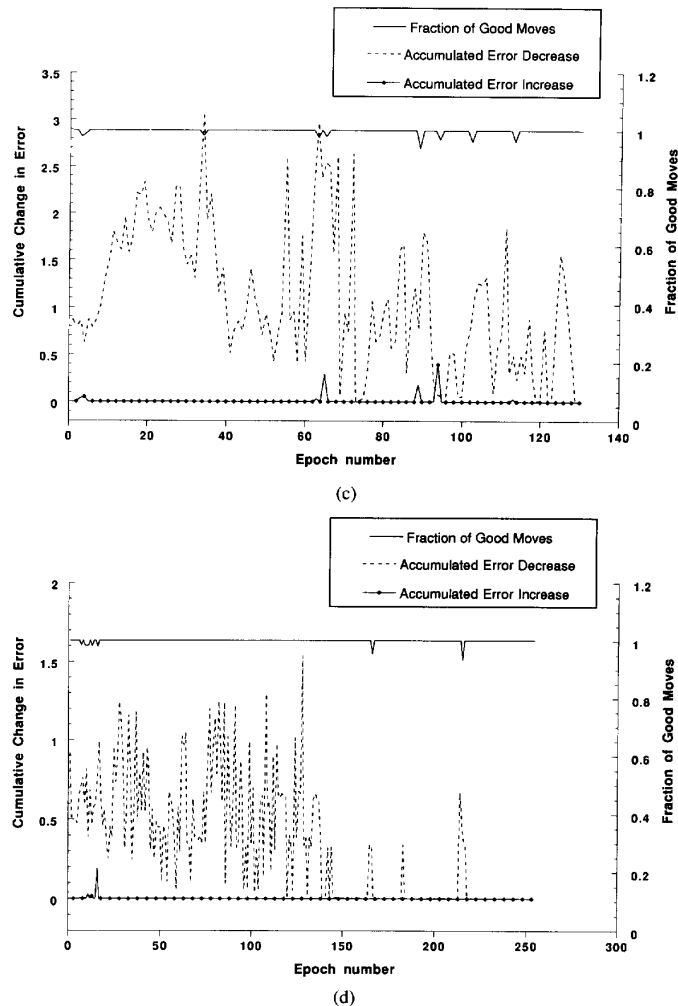 Fraction of Good Moves
Accumulated Error Decrease
Accumulated Error Increase
3.5
3
2.5
2
1.5
1
0.5
0
1.2
1
0.8
0.6
0.4
0.2
0
Cumulative Change in Error
Fraction of Good Moves
0 20 40 60 80 100 120 140
Epoch number
(c)
Fraction of Good Moves
Accumulated Error Decrease
Accumulated Error Increase
2
1.5
1
0.5
0
1.2
1
0.8
0.6
0.4
0.2
0
Cumulative Change in Error
Fraction of Good Moves
0 50 100 150 200 250 300
Epoch number
(d)